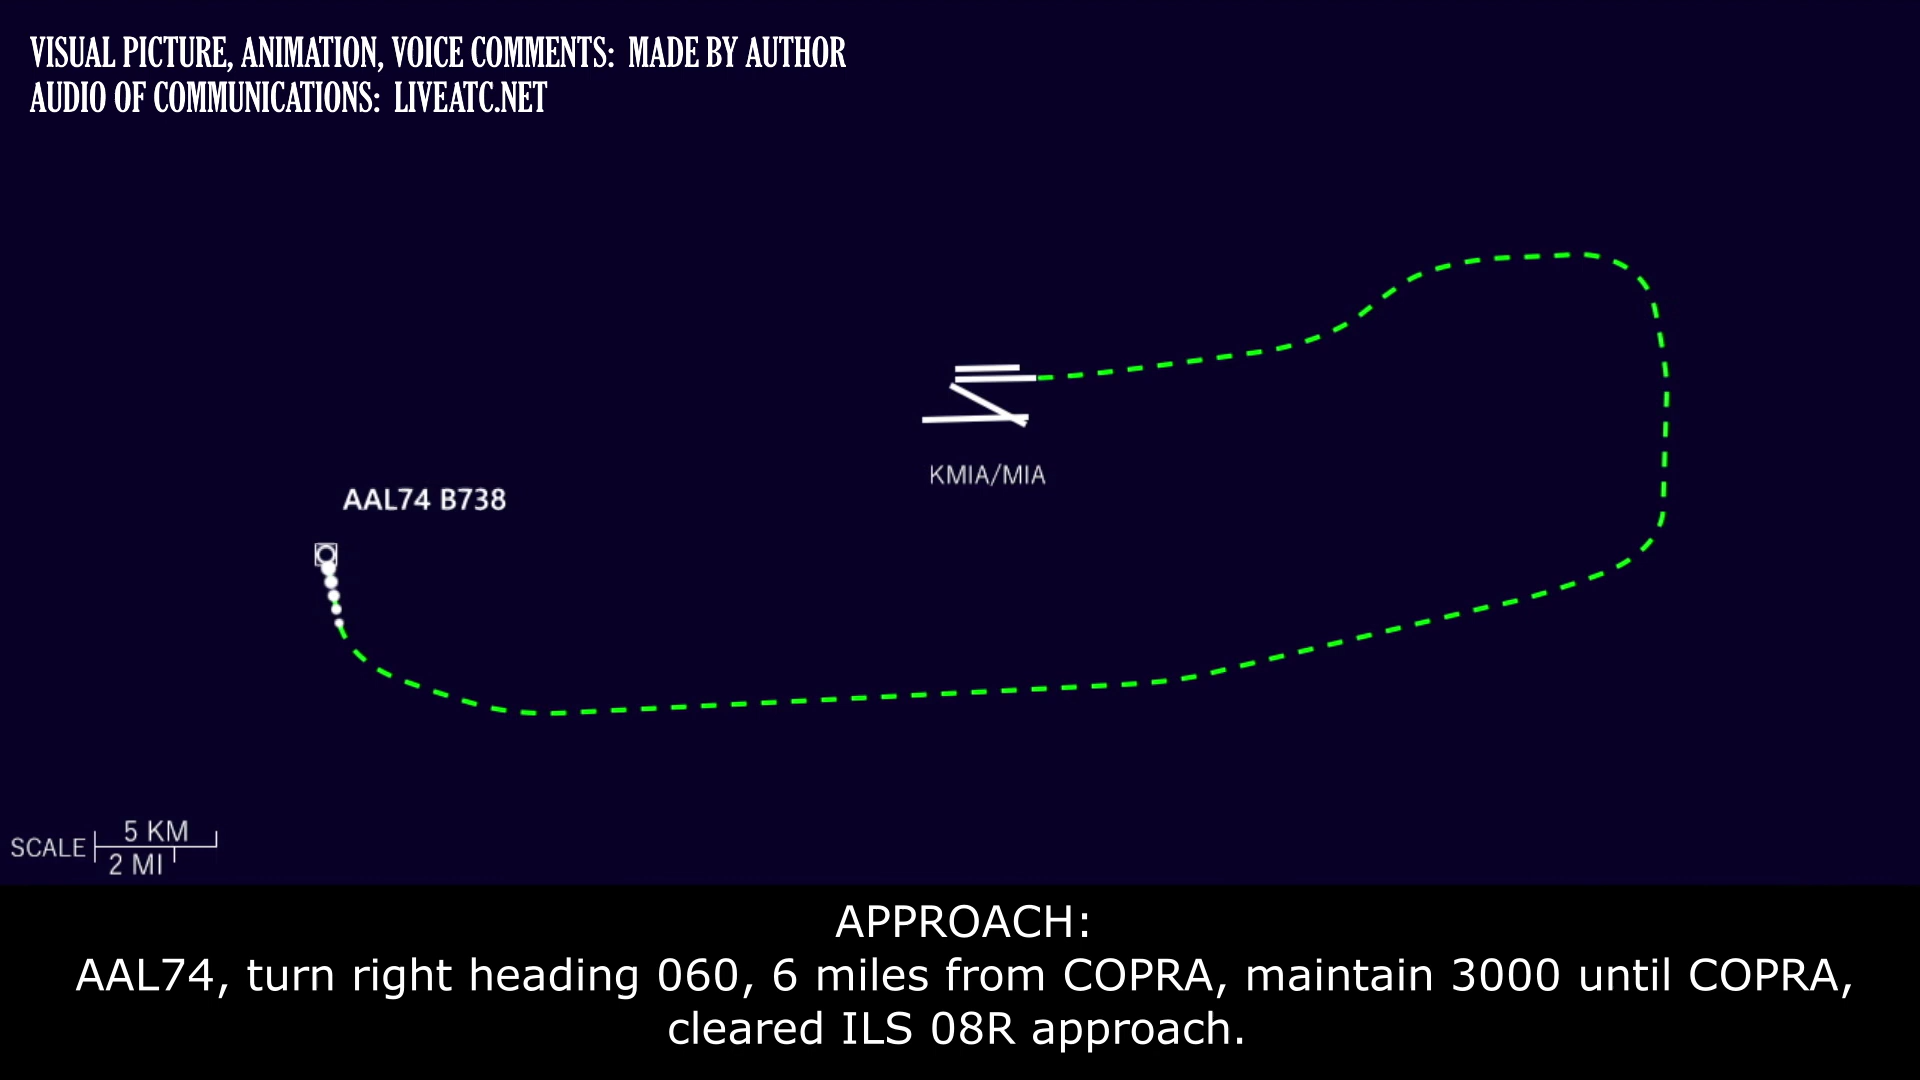 VISUAL PICTURE, ANIMATION, VOICE COMMENTS: MADE BY AUTHOR
AUDIO OF COMMUNICATIONS: LIVEATC.NET
KMIA/MIA
AAL74 B738
5 KM
SCALE
2 MI
APPROACH:
AAL74, turn right heading 060, 6 miles from COPRA, maintain 3000 until COPRA,
cleared ILS 08R approach.